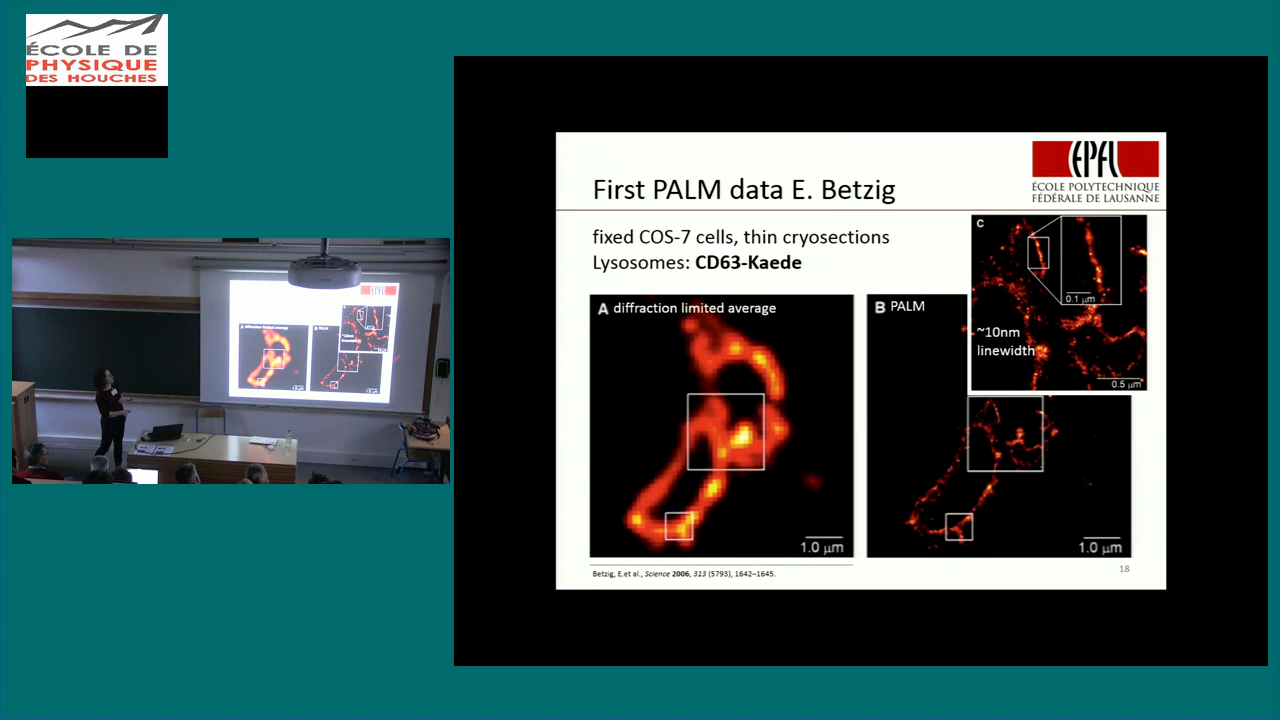 ÉCOLE DE
PHYSIQUE
DES HOUCHES
EPFL
ÉCOLE POLYTECHNIQUE
FÉDÉRALE DE LAUSANNE
First PALM data E. Betzig
fixed COS-7 cells, thin cryosections
Lysosomes: CD63-Kaede
A diffraction limited average
1.0 µm
B PALM
1.0 µm
C
0.1 µm
~10nm
linewidth
0.5 µm
Betzig, E.et al., Science 2006, 313 (5793), 1642–1645.
18